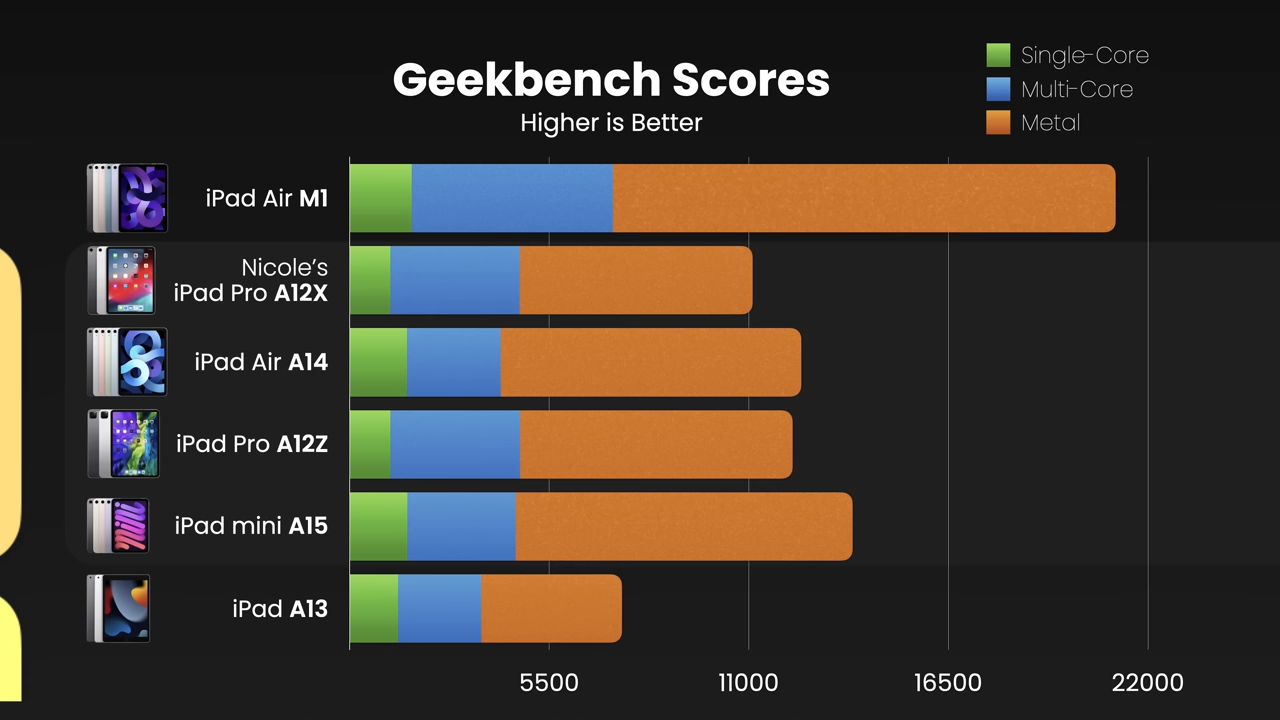 Geekbench Scores
Higher is Better
Single-Core
Multi-Core
Metal
iPad Air M1
Nicole’s
iPad Pro A12X
iPad Air A14
iPad Pro A12Z
iPad mini A15
iPad A13
5500
11000
16500
22000